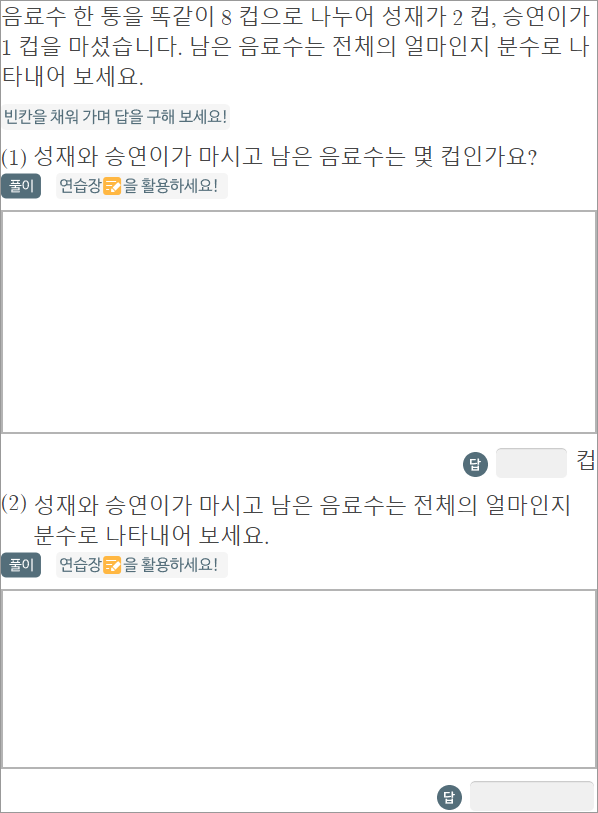 음료수 한 통을 똑같이 8 컵으로 나누어 성재가 2 컵, 승연이가
1 컵을 마셨습니다. 남은 음료수는 전체의 얼마인지 분수로 나
타내어 보세요.
빈칸을 채워 가며 답을 구해 보세요!
(1) 성재와 승연이가 마시고 남은 음료수는 몇 컵인가요?
풀이 연습장을 활용하세요!
답 컵
(2) 성재와 승연이가 마시고 남은 음료수는 전체의 얼마인지
분수로 나타내어 보세요.
풀이 연습장을 활용하세요!
답